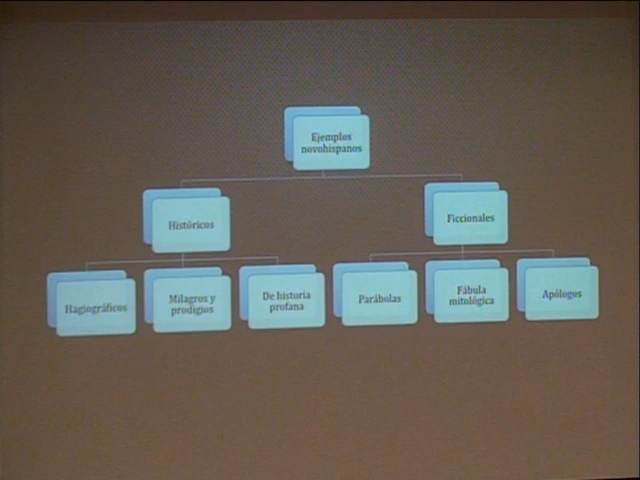 Ejemplos
novohispanos
Históricos
Ficcionales
Hagiográficos
Milagros y
prodigios
De historia
profana
Parábolas
Fábula
mitológica
Apólogos